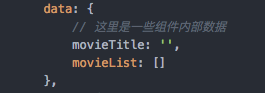 data: {
// 这里是一些组件内部数据
movieTitle: '',
movieList: []
},